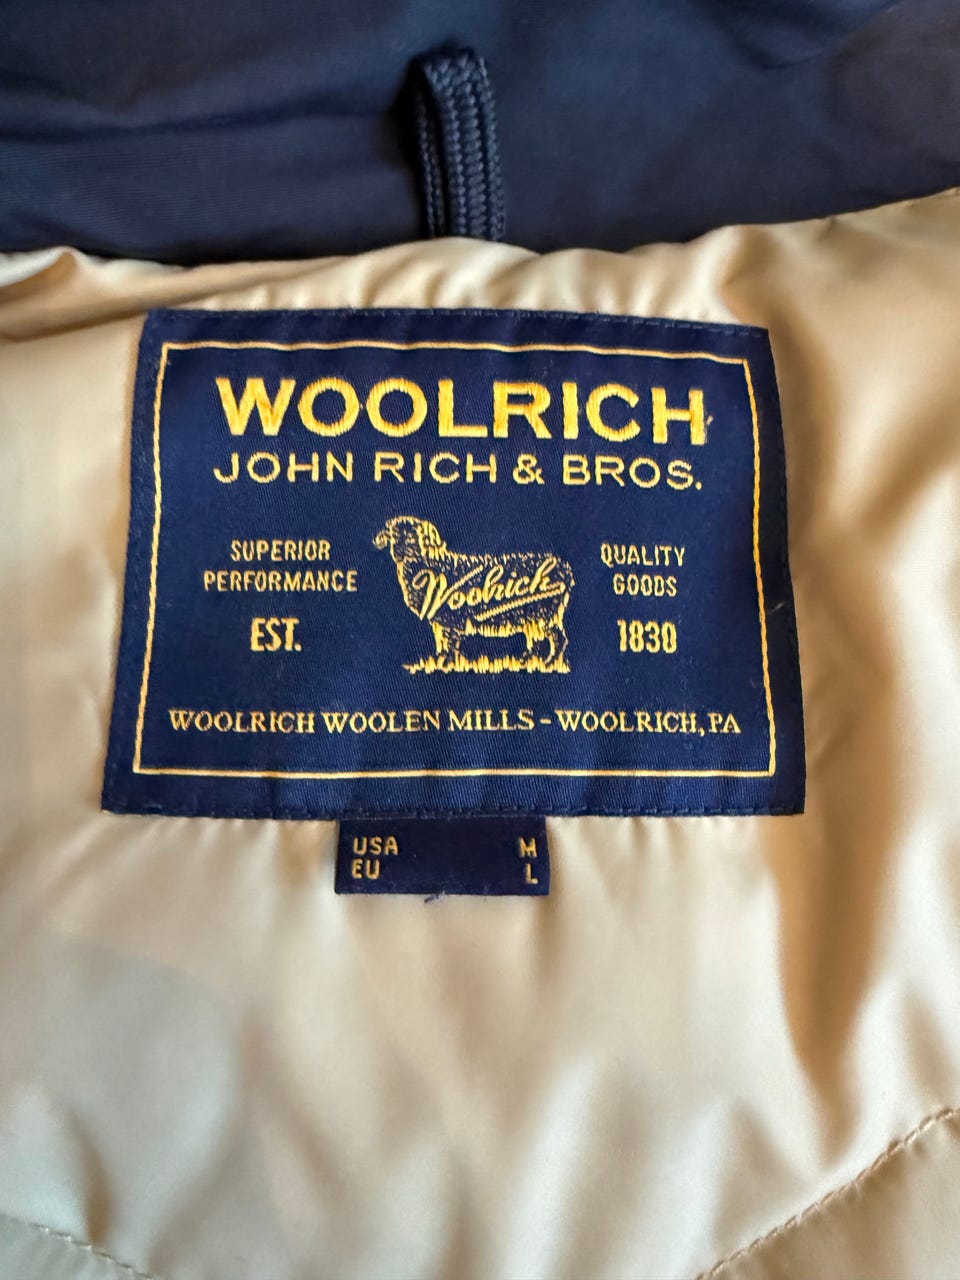 WOOLRICH
JOHN RICH & BROS.
SUPERIOR
PERFORMANCE
EST.
Woolrich
QUALITY
GOODS
1830
WOOLRICH WOOLEN MILLS - WOOLRICH, PA
USA M
EU L